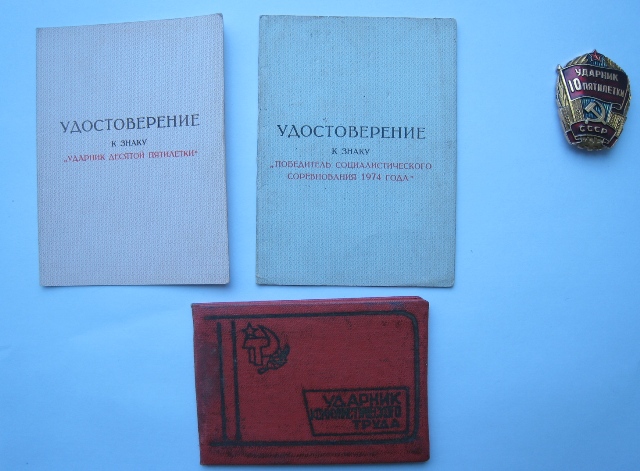 УДОСТОВЕРЕНИЕ
К ЗНАКУ
„УДАРНИК ДЕСЯТОЙ ПЯТИЛЕТКИ“
УДОСТОВЕРЕНИЕ
К ЗНАКУ
„ПОБЕДИТЕЛЬ СОЦИАЛИСТИЧЕСКОГО
СОРЕВНОВАНИЯ 1974 ГОДА“
УДАРНИК
10 ПЯТИЛЕТКИ
СССР
УДАРНИК
КОММУНИСТИЧЕСКОГО
ТРУДА